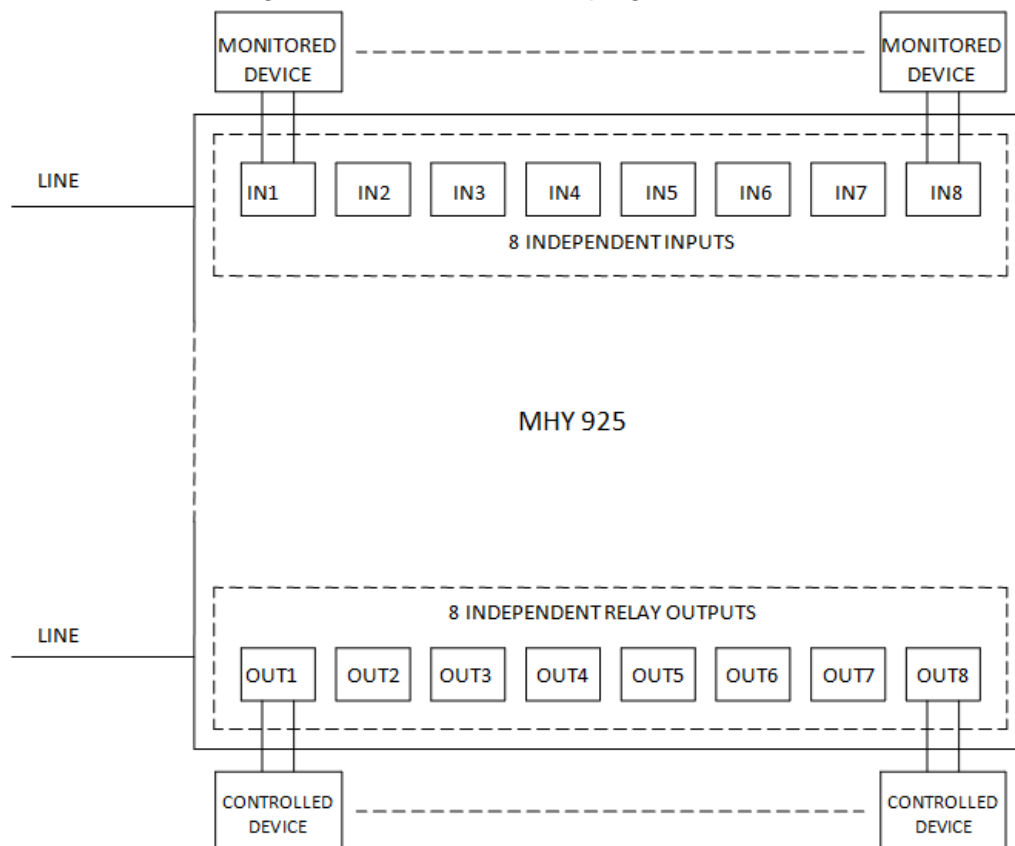 MONITORED
DEVICE
MONITORED
DEVICE
LINE
IN1 IN2 IN3 IN4 IN5 IN6 IN7 IN8
8 INDEPENDENT INPUTS
MHY 925
8 INDEPENDENT RELAY OUTPUTS
LINE
OUT1 OUT2 OUT3 OUT4 OUT5 OUT6 OUT7 OUT8
CONTROLLED
DEVICE
CONTROLLED
DEVICE